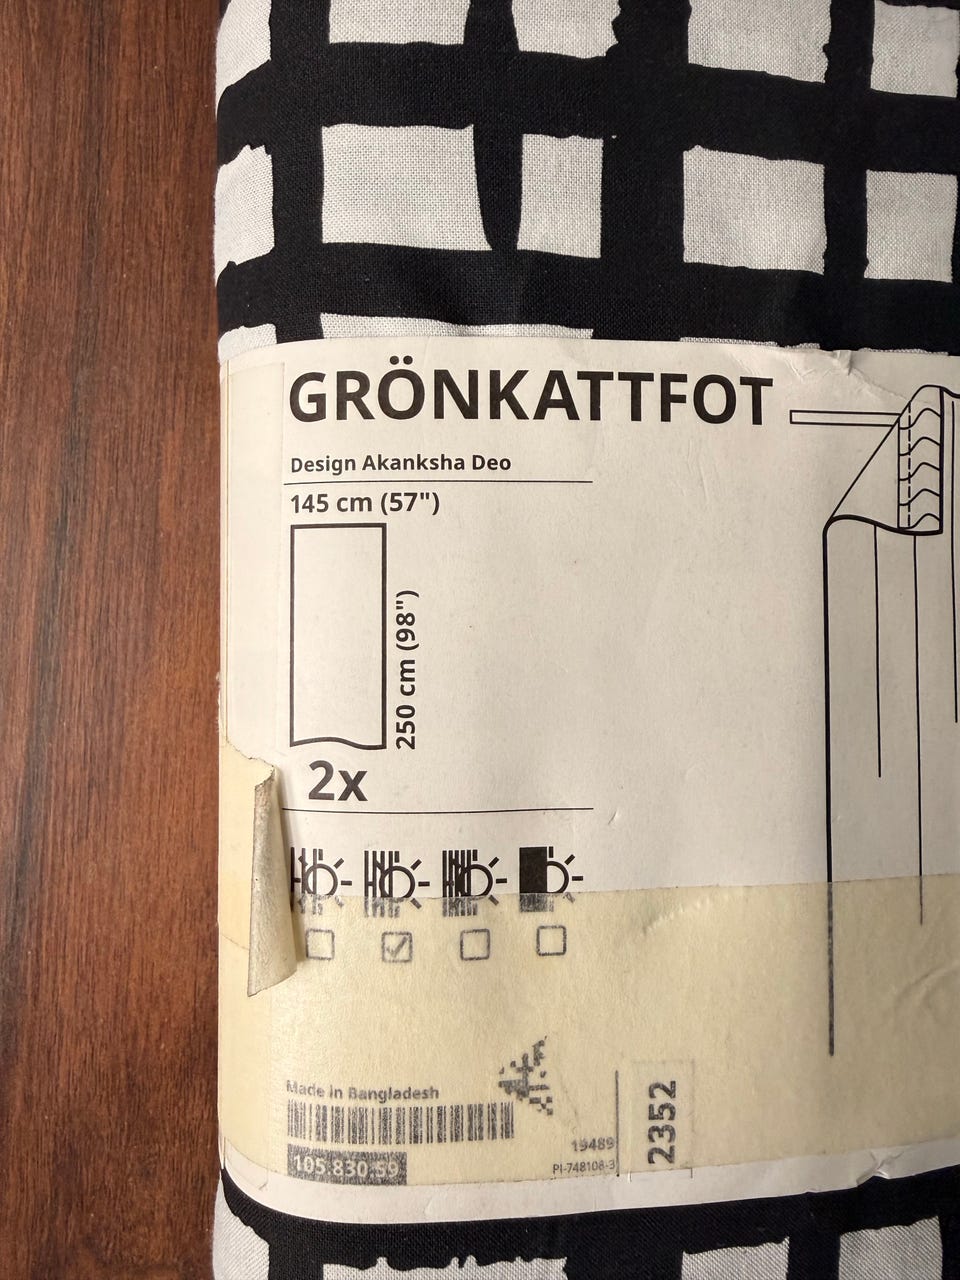 GRÖNKATTFOT
Design Akanksha Deo
145 cm (57")
250 cm (98")
2x
Made in Bangladesh
105.830.59
19489
PI-748108-3
2352